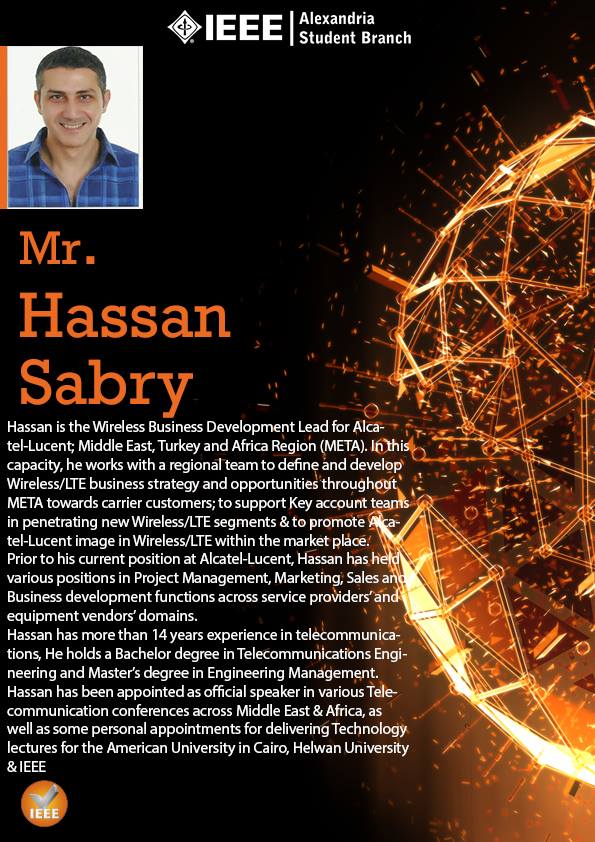 IEEE
Alexandria
Student Branch
Mr.
Hassan
Sabry
Hassan is the Wireless Business Development Lead for Alca-
tel-Lucent; Middle East, Turkey and Africa Region (META). In this
capacity, he works with a regional team to define and develop
Wireless/LTE business strategy and opportunities throughout
META towards carrier customers; to support Key account teams
in penetrating new Wireless/LTE segments & to promote Alca-
tel-Lucent image in Wireless/LTE within the market place.
Prior to his current position at Alcatel-Lucent, Hassan has held
various positions in Project Management, Marketing, Sales and
Business development functions across service providers' and
equipment vendors' domains.
Hassan has more than 14 years experience in telecommunica-
tions, He holds a Bachelor degree in Telecommunications Engi-
neering and Master's degree in Engineering Management.
Hassan has been appointed as official speaker in various Tele-
communication conferences across Middle East & Africa, as
well as some personal appointments for delivering Technology
lectures for the American University in Cairo, Helwan University
& IEEE
IEEE